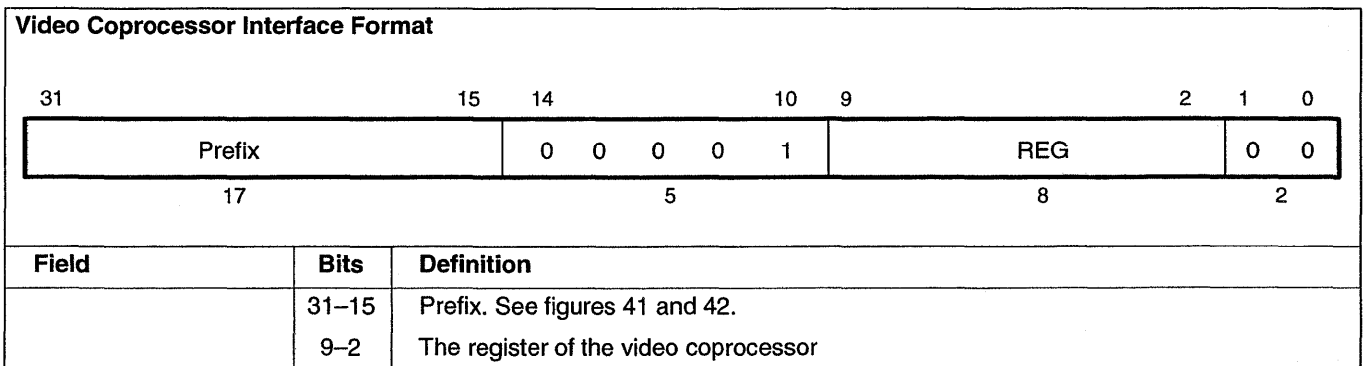 Video Coprocessor Interface Format
31 15 14 10 9 2 1 0
Prefix 0 0 0 0 1 REG 0 0
17 5 8 2
Field Bits Definition
31–15 Prefix. See figures 41 and 42.
9–2 The register of the video coprocessor